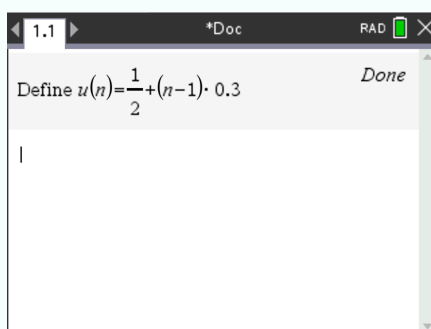 1.1 *Doc RAD
Define u(n)=1/2+(n−1)· 0.3 Done